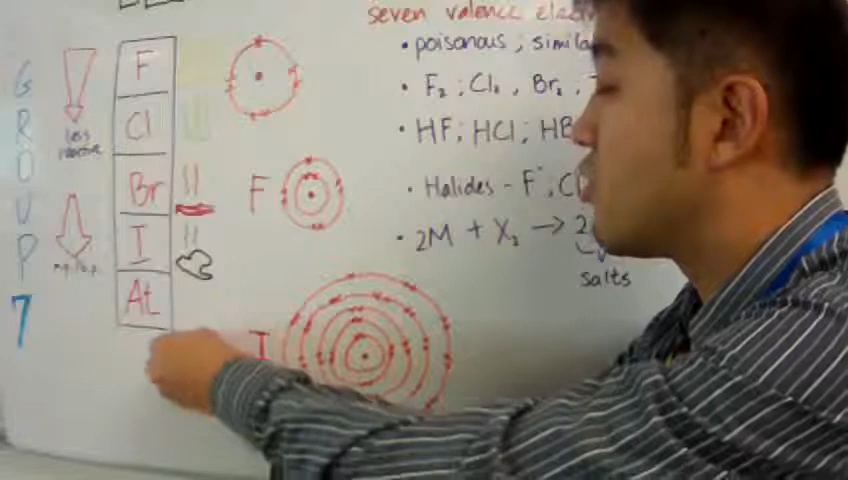 seven valence
• poisonous ; simila
• F₂ ; Cl₂ , Br₂ ,
• HF ; HCl ; HB
• Halides - F⁻, Cl
• 2M + X₂ → 2
salts
GROUP 7
less reactive
F
Cl
Br
I
At
F
I